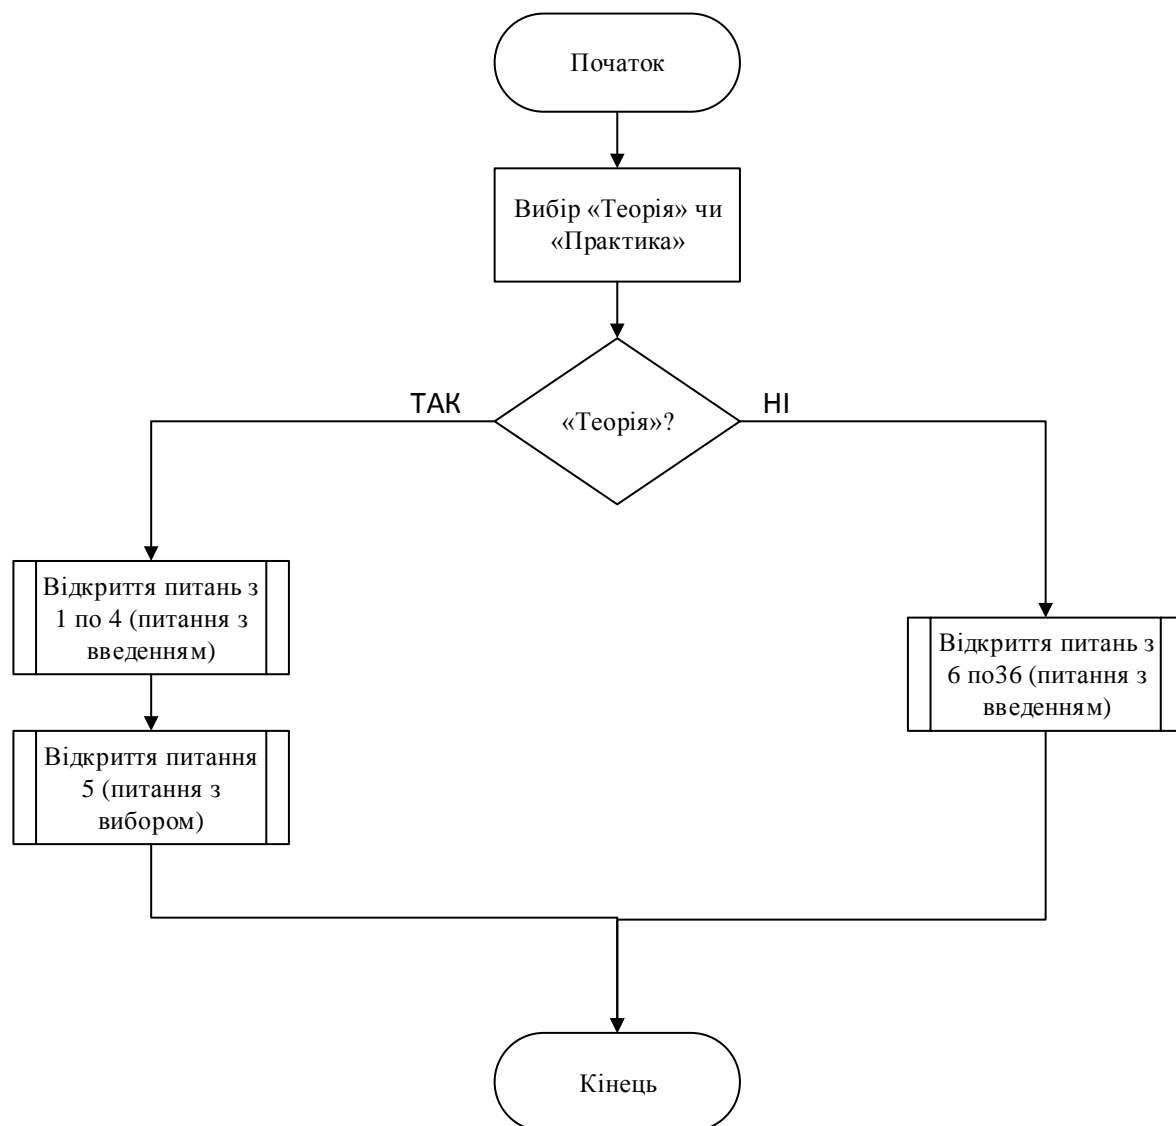 Початок
Вибір «Теорія» чи
«Практика»
«Теорія»?
ТАК
НІ
Відкриття питань з
1 по 4 (питання з
введенням)
Відкриття питання
5 (питання з
вибором)
Відкриття питань з
6 по36 (питання з
введенням)
Кінець